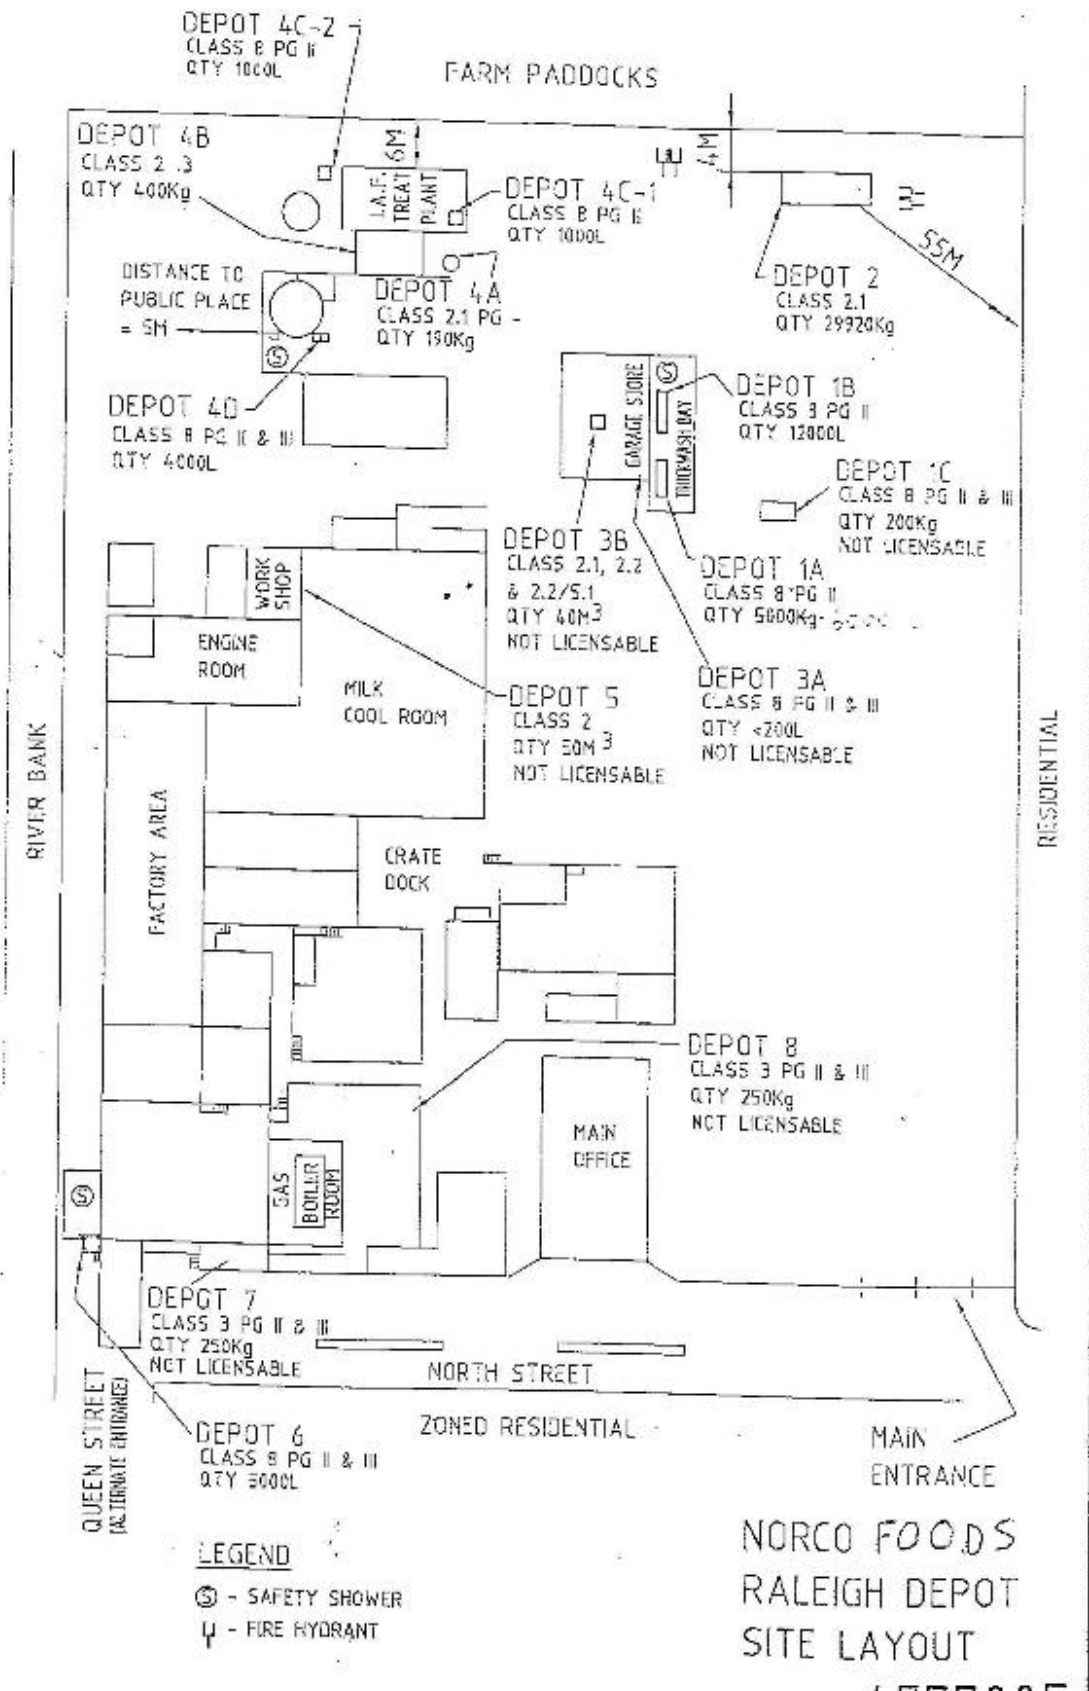 DEPOT 4C-2
CLASS 8 PG II
QTY 1000L
FARM PADDOCKS
DEPOT 4B
CLASS 2.3
QTY 400Kg
6M
4M
I.A.F.
TREAT
PLANT
DEPOT 4C-1
CLASS 8 PG II
QTY 1000L
55M
DEPOT 2
CLASS 2.1
QTY 29920Kg
DISTANCE TO
PUBLIC PLACE
= 5M
DEPOT 4A
CLASS 2.1 PG -
QTY 190Kg
S
DEPOT 4D
CLASS 8 PG II & III
QTY 4000L
GARAGE STORE
S
TRUCKWASH BAY
DEPOT 1B
CLASS 8 PG II
QTY 12000L
DEPOT 1C
CLASS 8 PG II & III
QTY 200Kg
NOT LICENSABLE
DEPOT 3B
CLASS 2.1, 2.2
& 2.2/5.1
QTY 40M3
NOT LICENSABLE
DEPOT 1A
CLASS 8 PG II
QTY 5000Kg
WORK
SHOP
ENGINE
ROOM
MILK
COOL ROOM
DEPOT 5
CLASS 2
QTY 50M3
NOT LICENSABLE
DEPOT 3A
CLASS 8 PG II & III
QTY <200L
NOT LICENSABLE
RIVER BANK
RESIDENTIAL
FACTORY AREA
CRATE
DOCK
DEPOT 8
CLASS 3 PG II & III
QTY 250Kg
NOT LICENSABLE
MAIN
OFFICE
GAS
BOILER
ROOM
S
DEPOT 7
CLASS 3 PG II & III
QTY 250Kg
NOT LICENSABLE
NORTH STREET
QUEEN STREET
(ALTERNATE ENTRANCE)
ZONED RESIDENTIAL
DEPOT 6
CLASS 8 PG II & III
QTY 5000L
MAIN
ENTRANCE
LEGEND
S - SAFETY SHOWER
- FIRE HYDRANT
NORCO FOODS
RALEIGH DEPOT
SITE LAYOUT